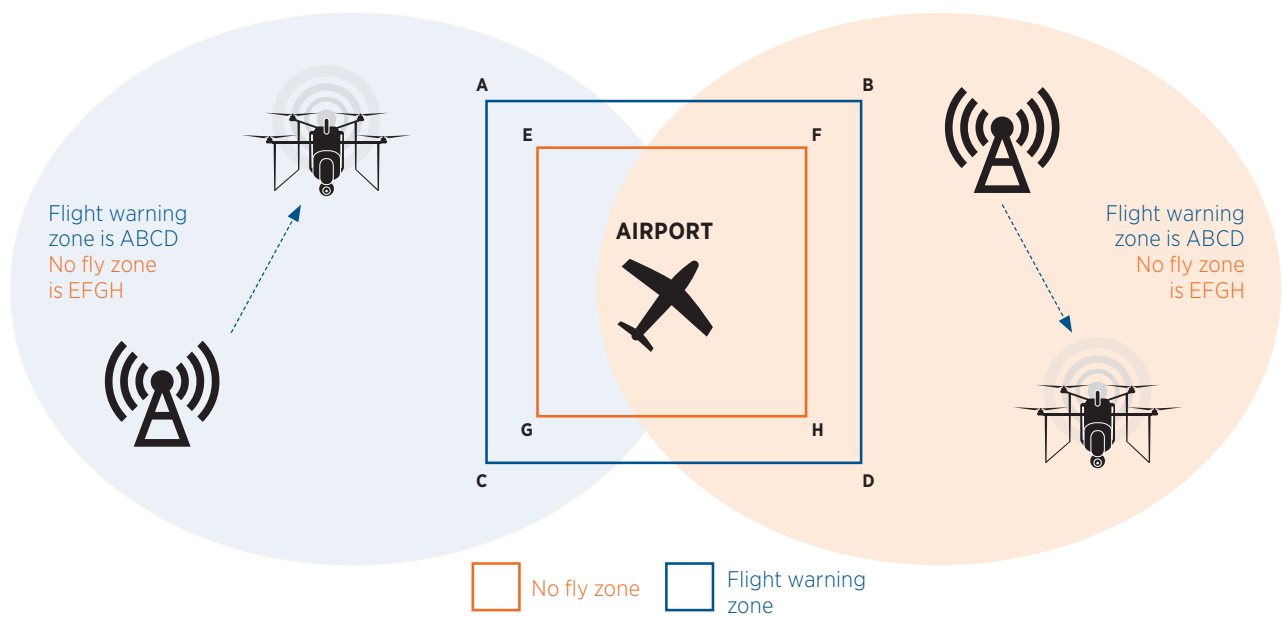 A
B
E
F
Flight warning
zone is ABCD
No fly zone
is EFGH
AIRPORT
Flight warning
zone is ABCD
No fly zone
is EFGH
G
H
C
D
No fly zone
Flight warning
zone